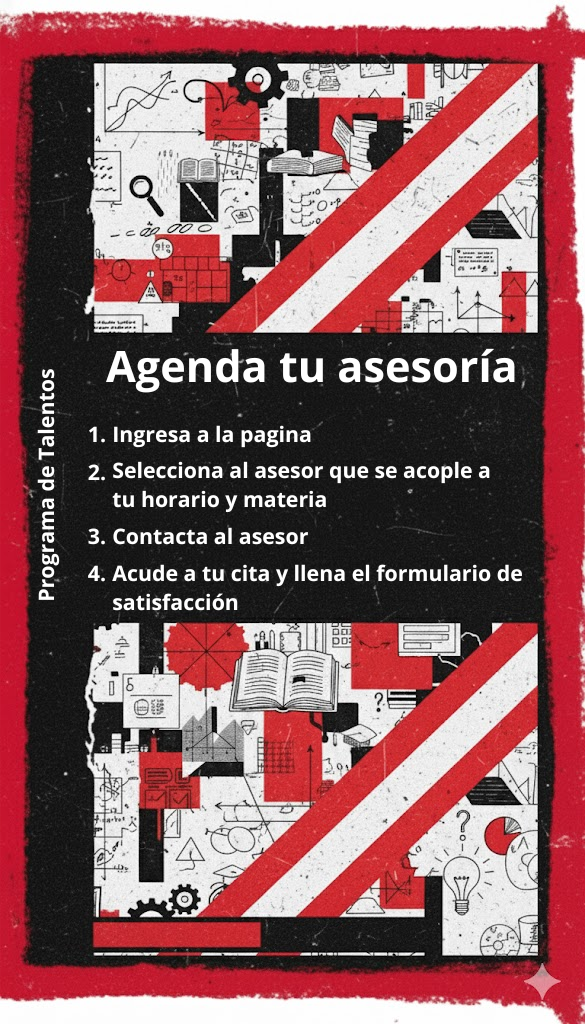 Agenda tu asesoría
Programa de Talentos
1. Ingresa a la pagina
2. Selecciona al asesor que se acople a
tu horario y materia
3. Contacta al asesor
4. Acude a tu cita y llena el formulario de
satisfacción